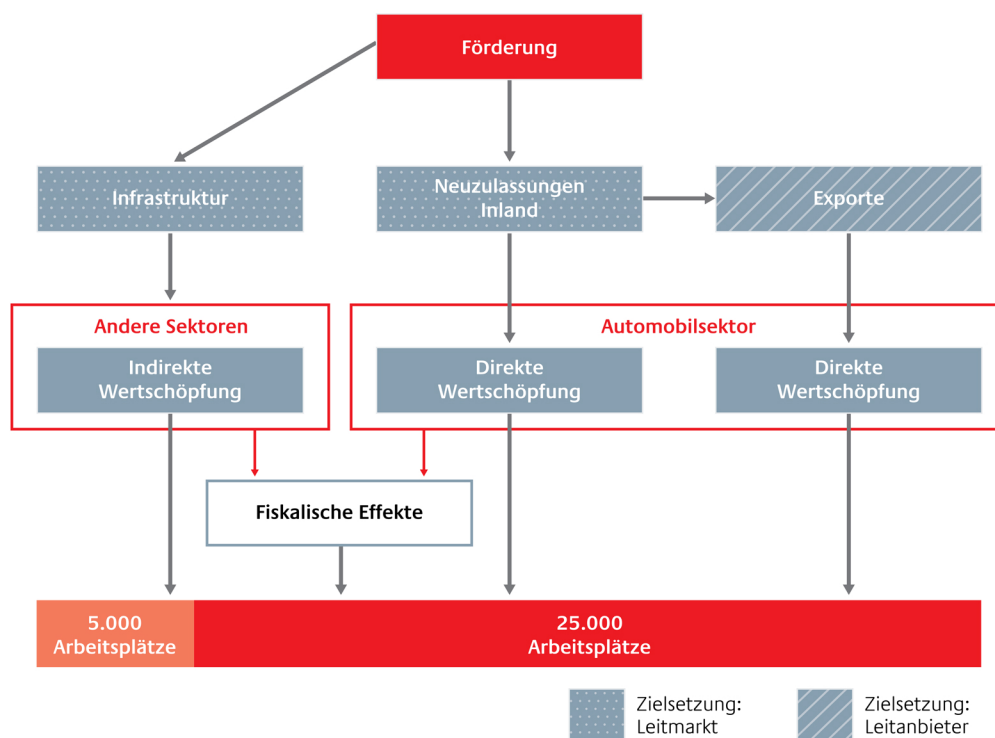 Förderung
Infrastruktur
Neuzulassungen
Inland
Exporte
Andere Sektoren
Automobilsektor
Indirekte
Wertschöpfung
Direkte
Wertschöpfung
Direkte
Wertschöpfung
Fiskalische Effekte
5.000
Arbeitsplätze
25.000
Arbeitsplätze
Zielsetzung:
Leitmarkt
Zielsetzung:
Leitanbieter